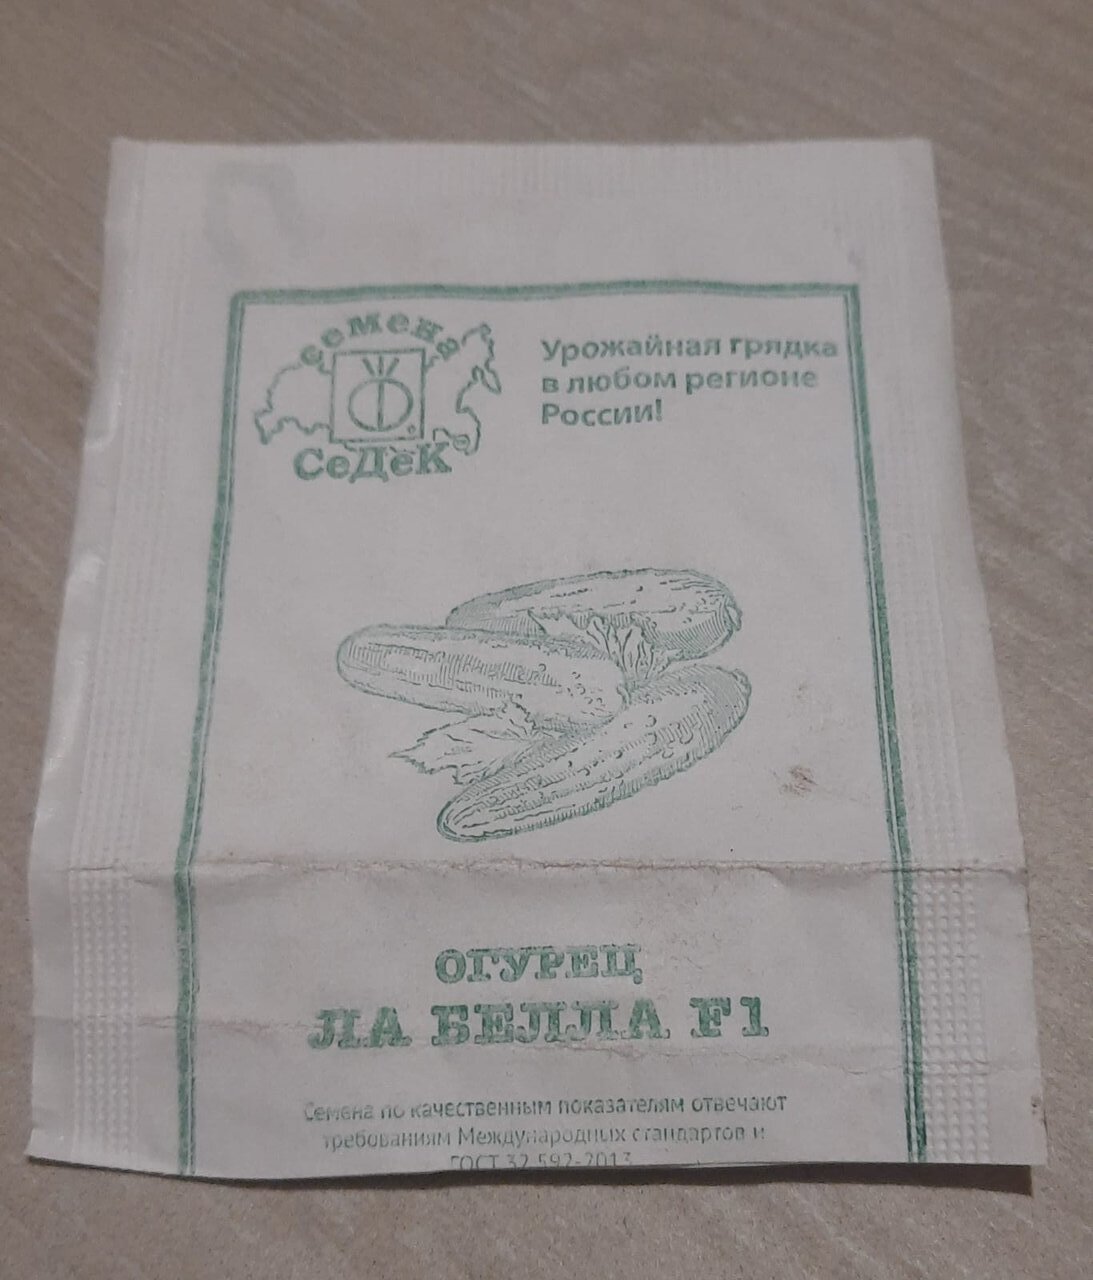 семена
СеДеК®
Урожайная грядка
в любом регионе
России!
ОГУРЕЦ
ЛА БЕЛЛА F1
Семена по качественным показателям отвечают
требованиям Международных стандартов и
ГОСТ 32 592-2013